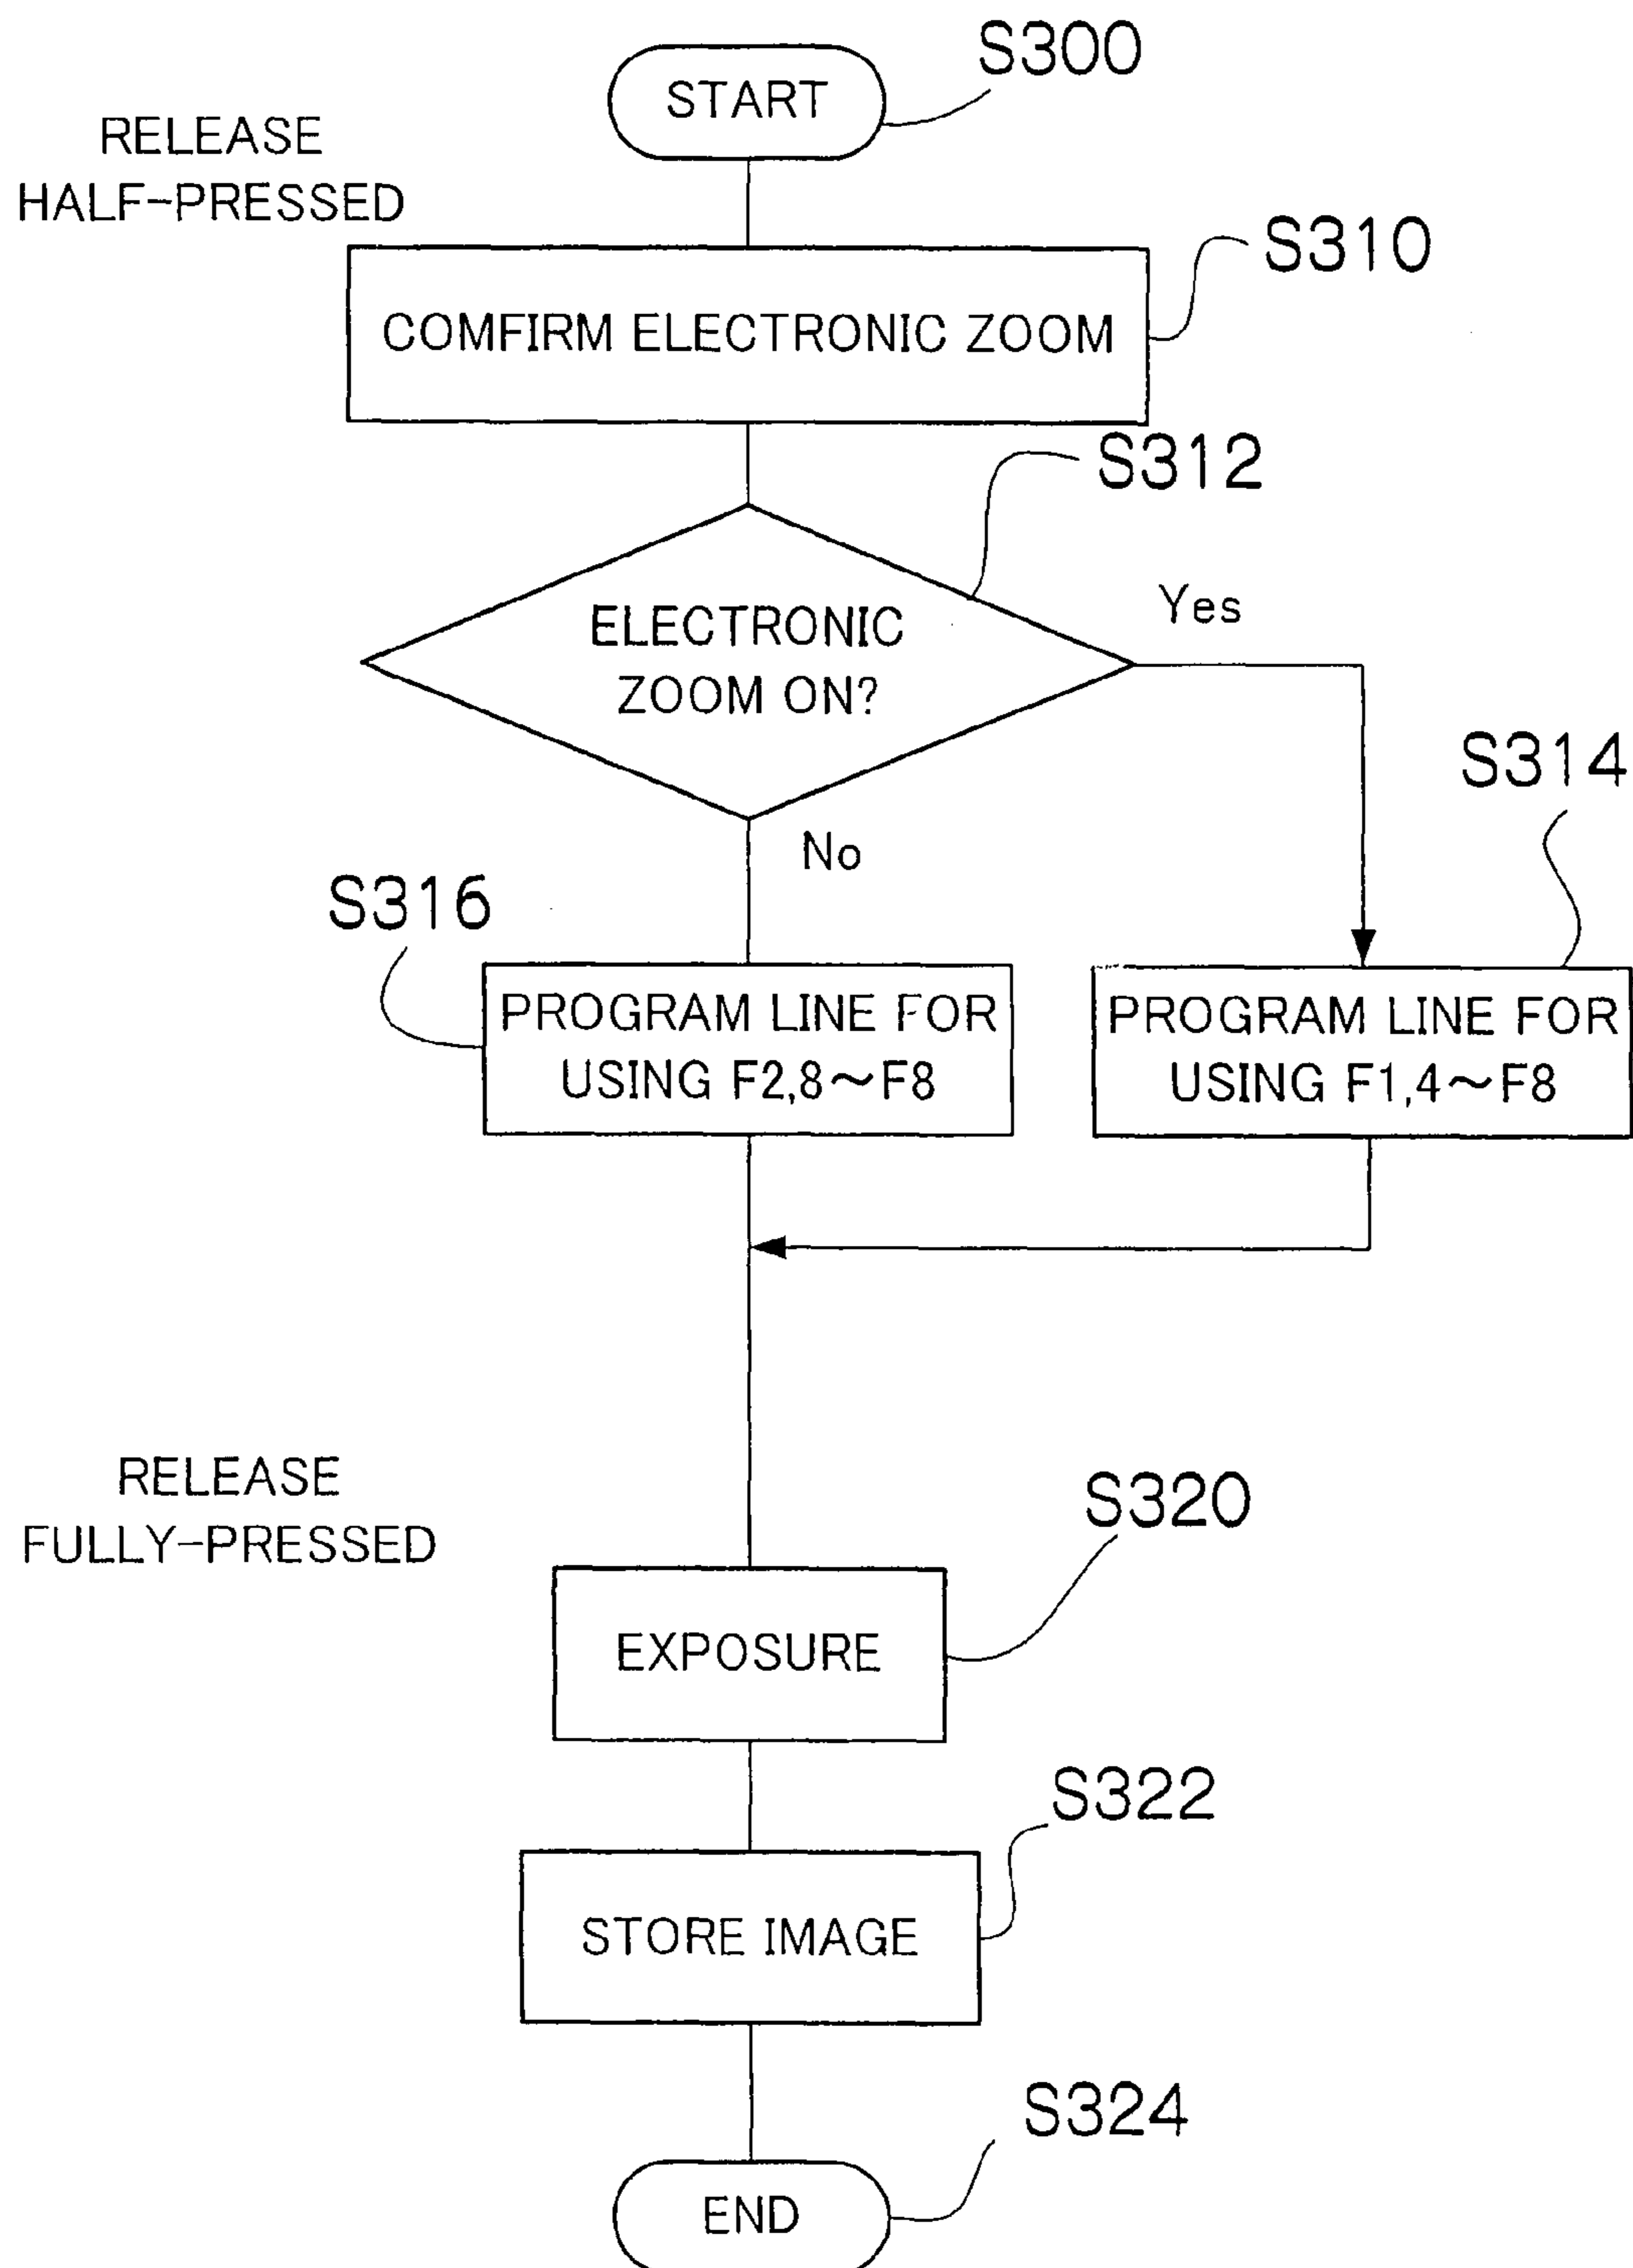 S300
START
RELEASE
HALF-PRESSED
S310
COMFIRM ELECTRONIC ZOOM
S312
ELECTRONIC
ZOOM ON?
Yes
S314
No
S316
PROGRAM LINE FOR
USING F2,8～F8
PROGRAM LINE FOR
USING F1,4～F8
RELEASE
FULLY-PRESSED
S320
EXPOSURE
S322
STORE IMAGE
S324
END